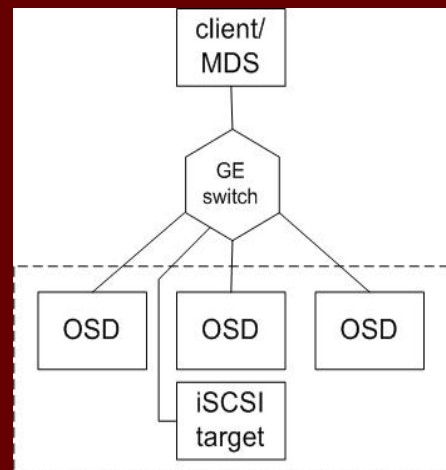 client/
MDS
GE
switch
OSD
OSD
OSD
iSCSI
target